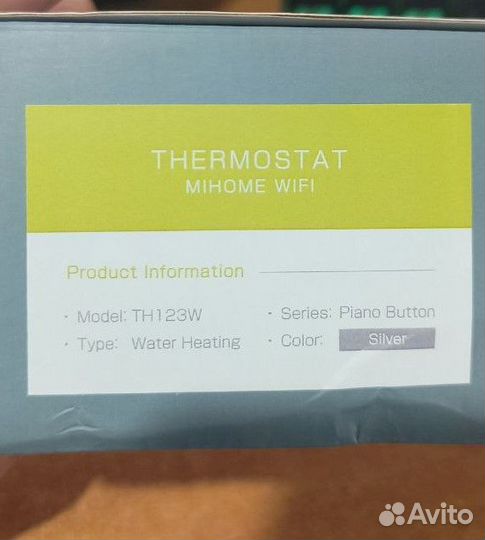 THERMOSTAT
MIHOME WIFI
Product Information
· Model: TH123W
· Series: Piano Button
· Type: Water Heating
· Color: Silver
Avito